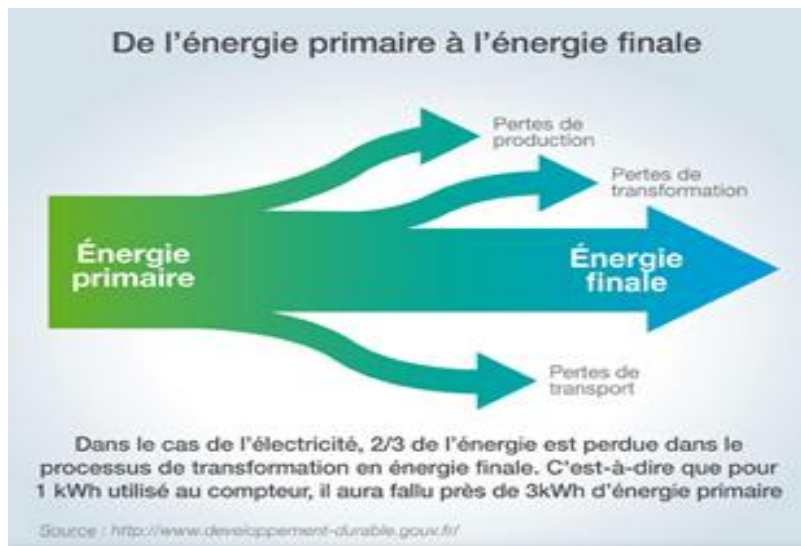 De l'énergie primaire à l'énergie finale
Pertes de
production
Pertes de
transformation
Énergie
primaire
Énergie
finale
Pertes de
transport
Dans le cas de l'électricité, 2/3 de l'énergie est perdue dans le
processus de transformation en énergie finale. C'est-à-dire que pour
1 kWh utilisé au compteur, il aura fallu près de 3kWh d'énergie primaire
Source : http://www.developpement-durable.gouv.fr/